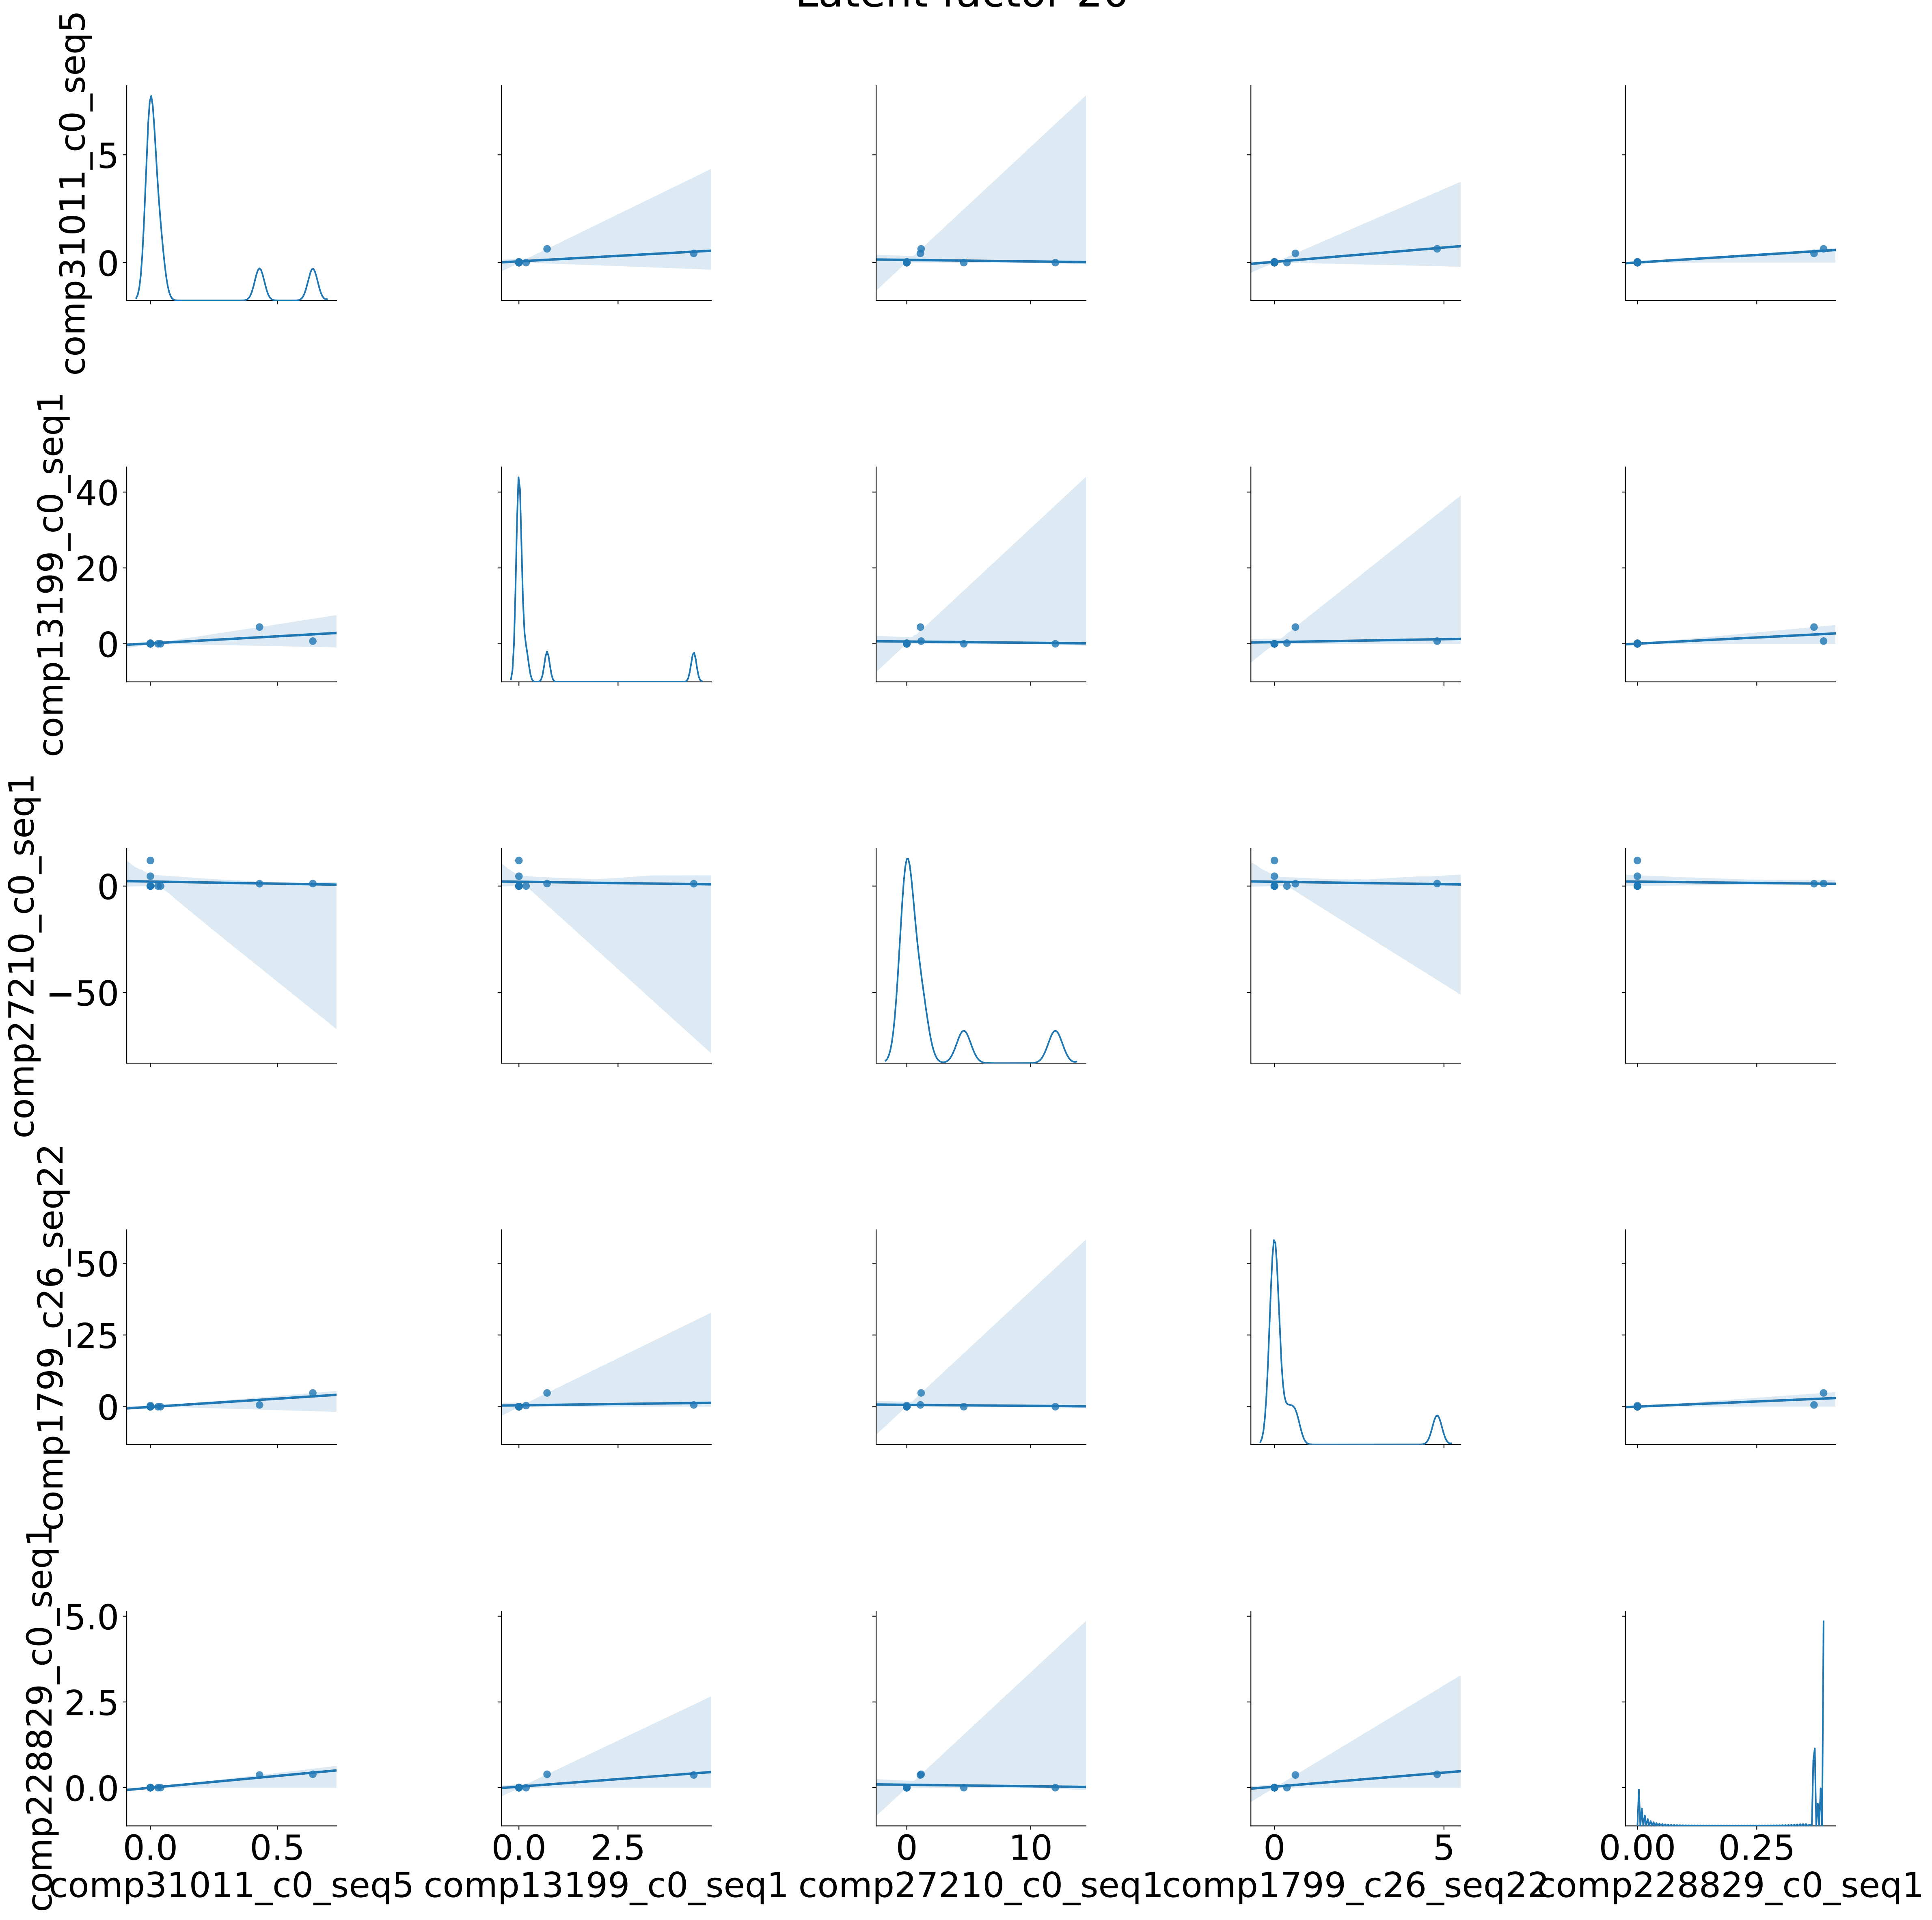 Latent factor 20
comp31011_c0_seq5
5
0
comp13199_c0_seq1
40
20
0
comp27210_c0_seq1
0
−50
comp1799_c26_seq22
50
25
0
comp228829_c0_seq1
5.0
2.5
0.0
0.0 0.5 0.0 2.5 0 10 0 5 0.00 0.25
comp31011_c0_seq5 comp13199_c0_seq1 comp27210_c0_seq1 comp1799_c26_seq22 comp228829_c0_seq1